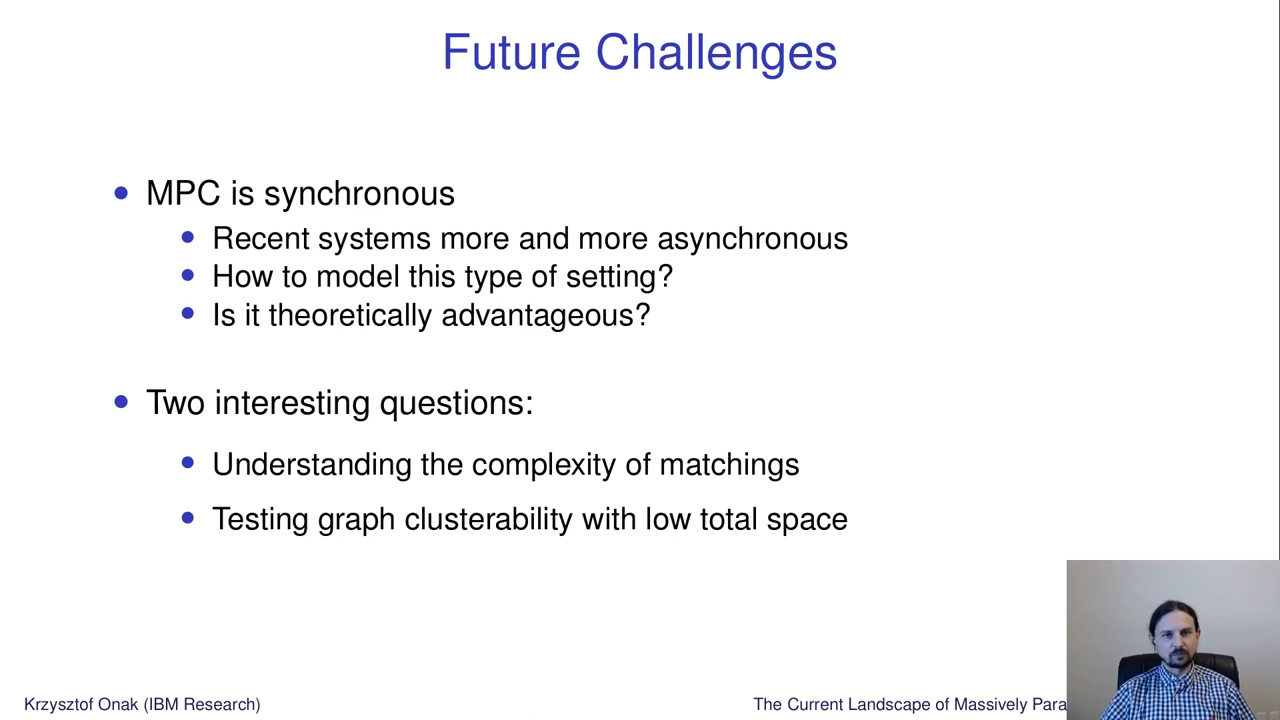 Future Challenges
• MPC is synchronous
• Recent systems more and more asynchronous
• How to model this type of setting?
• Is it theoretically advantageous?
• Two interesting questions:
• Understanding the complexity of matchings
• Testing graph clusterability with low total space
Krzysztof Onak (IBM Research)
The Current Landscape of Massively Para